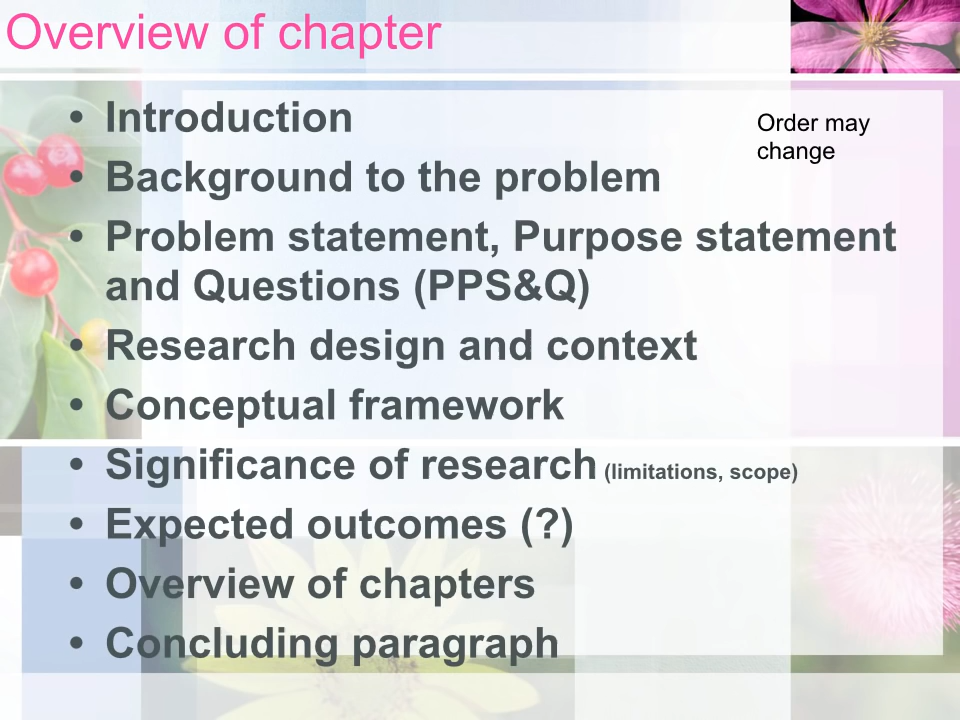 Overview of chapter
• Introduction
Order may
change
• Background to the problem
• Problem statement, Purpose statement
and Questions (PPS&Q)
• Research design and context
• Conceptual framework
• Significance of research (limitations, scope)
• Expected outcomes (?)
• Overview of chapters
• Concluding paragraph